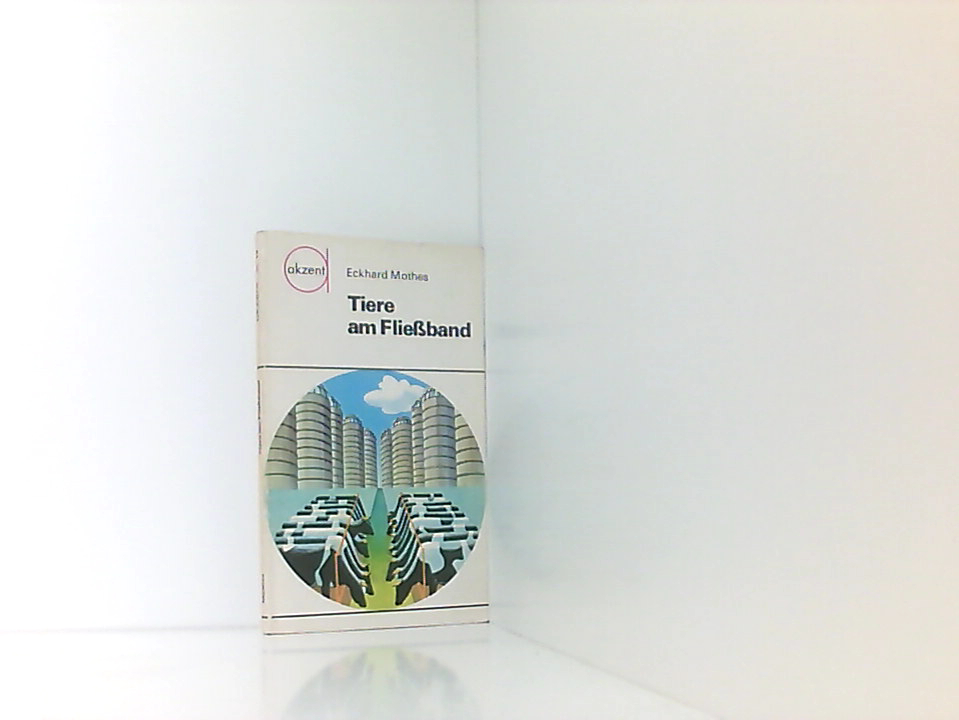 akzent
Eckhard Mothes
Tiere
am Fließband